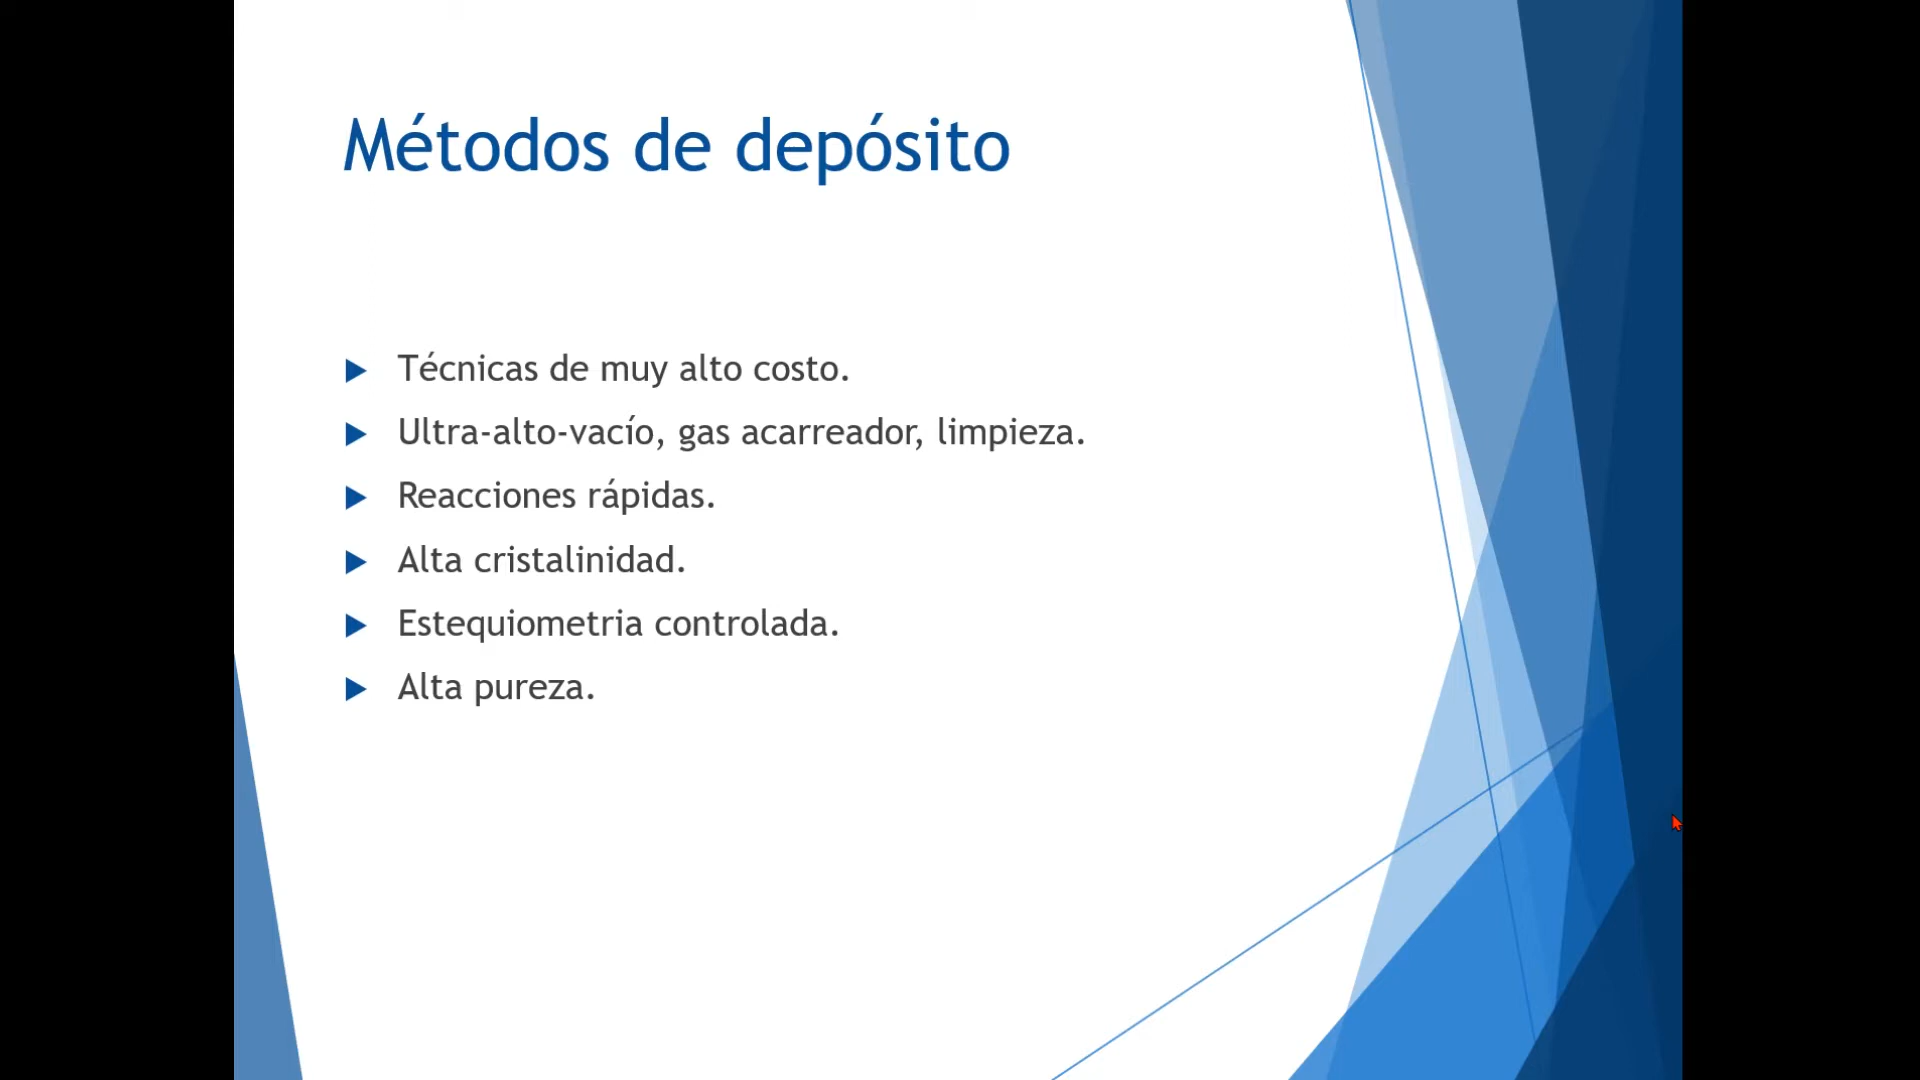 Métodos de depósito
Técnicas de muy alto costo.
Ultra-alto-vacío, gas acarreador, limpieza.
Reacciones rápidas.
Alta cristalinidad.
Estequiometria controlada.
Alta pureza.